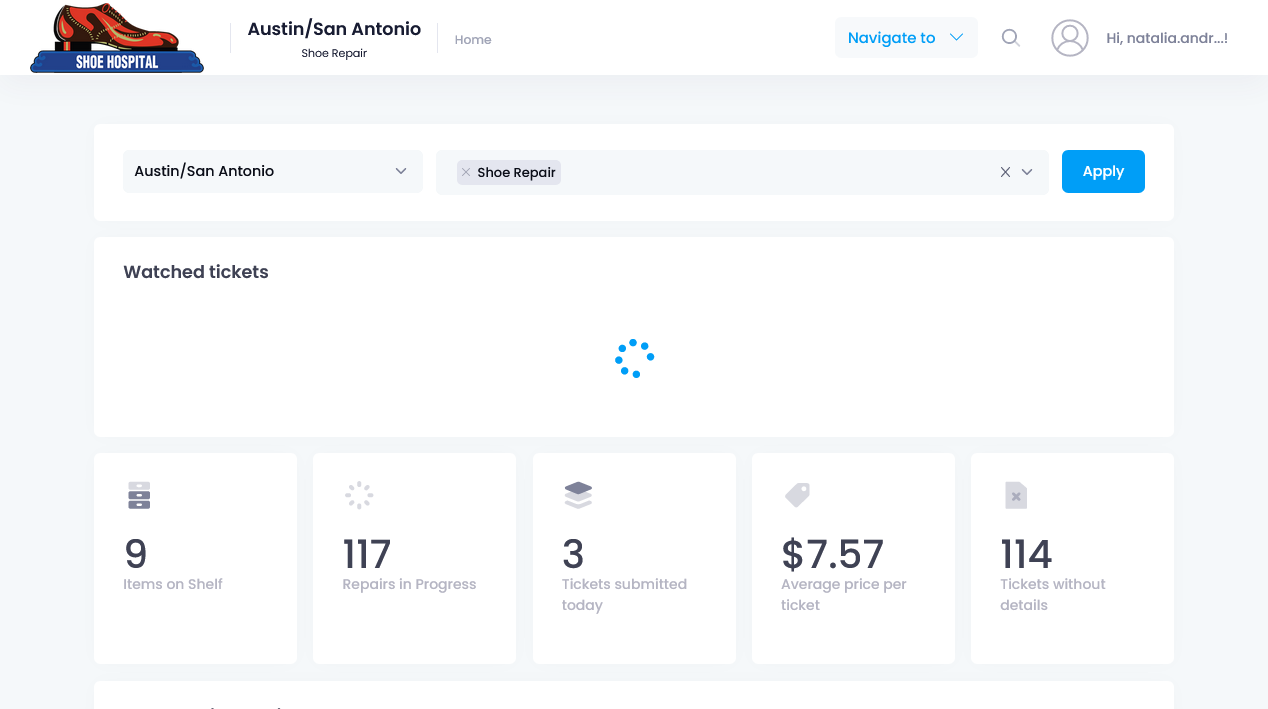 SHOE HOSPITAL
Austin/San Antonio
Shoe Repair
Home
Navigate to
Hi, natalia.andr...!
Austin/San Antonio
Shoe Repair
Apply
Watched tickets
9
Items on Shelf
117
Repairs in Progress
3
Tickets submitted
today
$7.57
Average price per
ticket
114
Tickets without
details